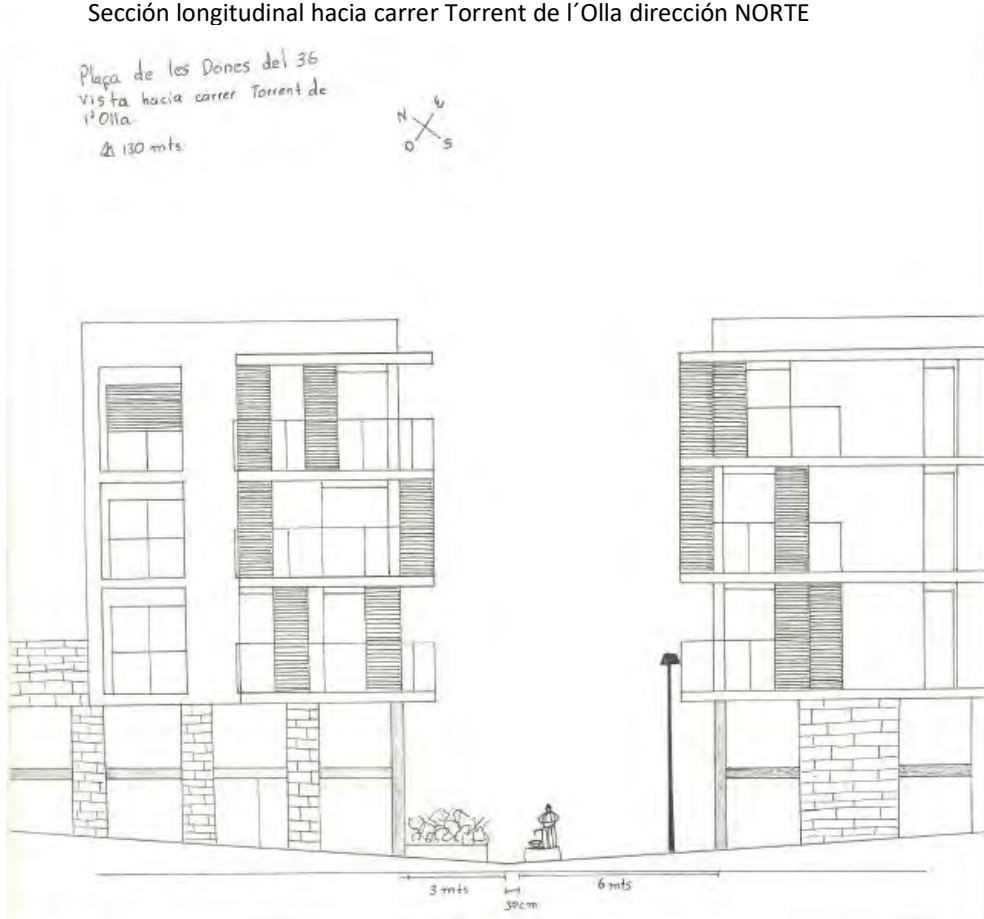 Sección longitudinal hacia carrer Torrent de l´Olla dirección NORTE
Plaça de les Dones del 36
Vista hacia carrer Torrent de
l'Olla
130 mts.
N E
O S
3 mts
6 mts
30cm